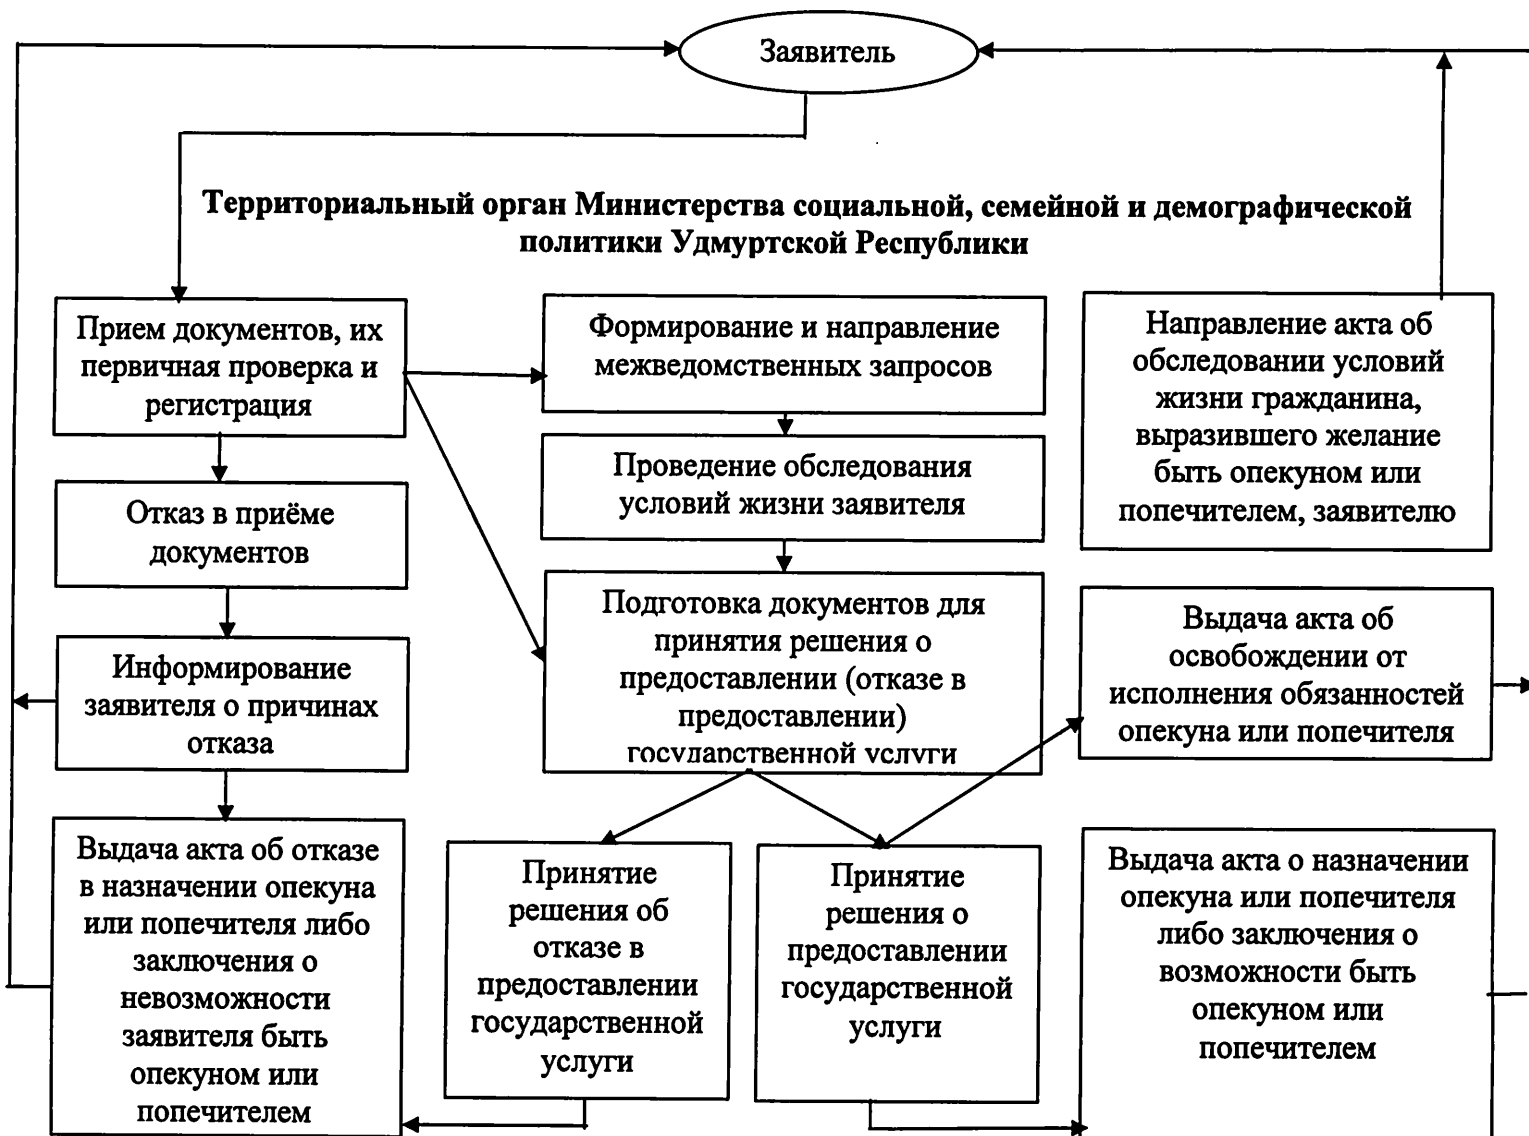 Заявитель
Территориальный орган Министерства социальной, семейной и демографической
политики Удмуртской Республики
Прием документов, их
первичная проверка и
регистрация
Формирование и направление
межведомственных запросов
Направление акта об
обследовании условий
жизни гражданина,
выразившего желание
быть опекуном или
попечителем, заявителю
Проведение обследования
условий жизни заявителя
Отказ в приёме
документов
Подготовка документов для
принятия решения о
предоставлении (отказе в
предоставлении)
государственной услуги
Выдача акта об
освобождении от
исполнения обязанностей
опекуна или попечителя
Информирование
заявителя о причинах
отказа
Выдача акта об отказе
в назначении опекуна
или попечителя либо
заключения о
невозможности
заявителя быть
опекуном или
попечителем
Принятие
решения об
отказе в
предоставлении
государственной
услуги
Принятие
решения о
предоставлении
государственной
услуги
Выдача акта о назначении
опекуна или попечителя
либо заключения о
возможности быть
опекуном или
попечителем